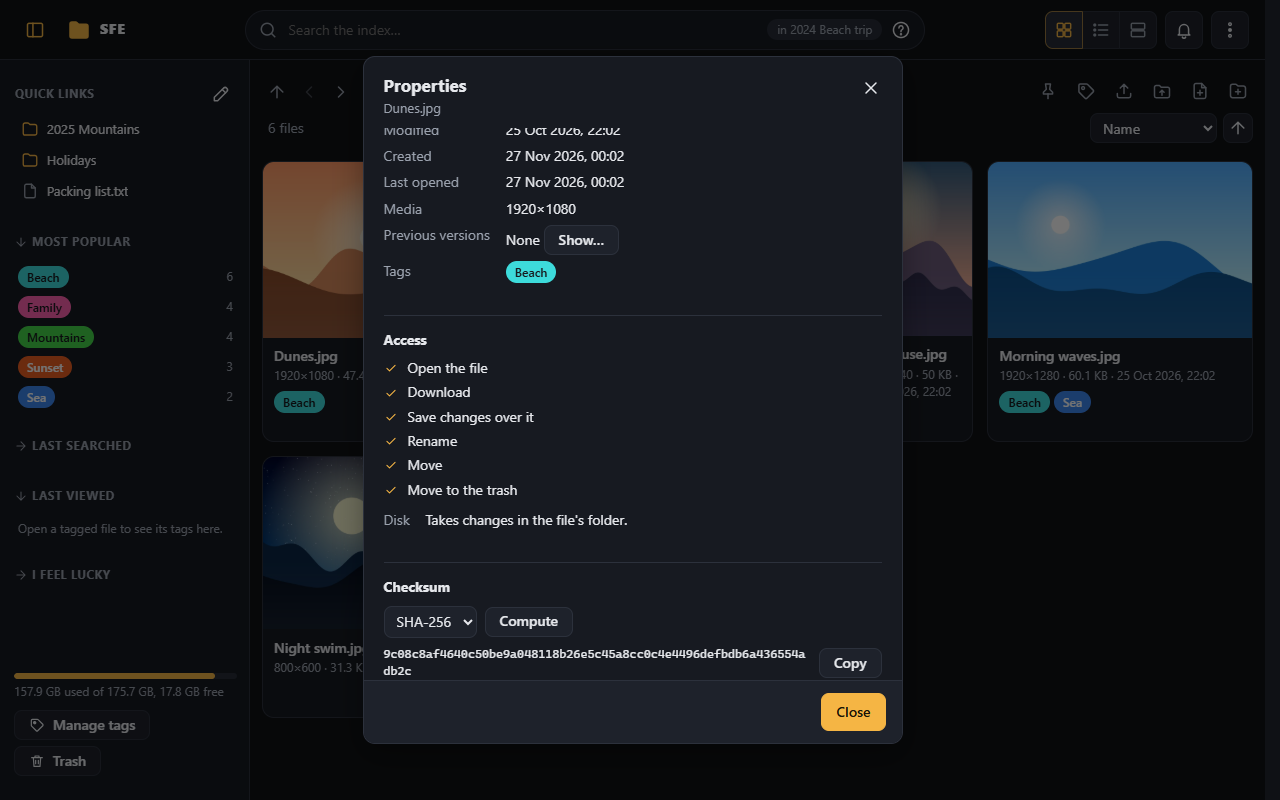 SFE
Search the index...
in 2024 Beach trip
QUICK LINKS
2025 Mountains
Holidays
Packing list.txt
MOST POPULAR
Beach 6
Family 4
Mountains 4
Sunset 3
Sea 2
LAST SEARCHED
LAST VIEWED
Open a tagged file to see its tags here.
I FEEL LUCKY
157.9 GB used of 175.7 GB, 17.8 GB free
Manage tags
Trash
6 files
Name
Dunes.jpg
1920×1080 · 47.4
Beach
use.jpg
40 · 50 KB ·
26, 22:02
Morning waves.jpg
1920×1280 · 60.1 KB · 25 Oct 2026, 22:02
Beach Sea
Night swim.jp
800×600 · 31.3 K
Properties
Dunes.jpg
Modified 25 Oct 2026, 22:02
Created 27 Nov 2026, 00:02
Last opened 27 Nov 2026, 00:02
Media 1920×1080
Previous versions None Show...
Tags Beach
Access
Open the file
Download
Save changes over it
Rename
Move
Move to the trash
Disk Takes changes in the file's folder.
Checksum
SHA-256 Compute
9c08c8af4640c50be9a048118b26e5c45a8cc0c4e4496defbdb6a436554a
db2c
Copy
Close